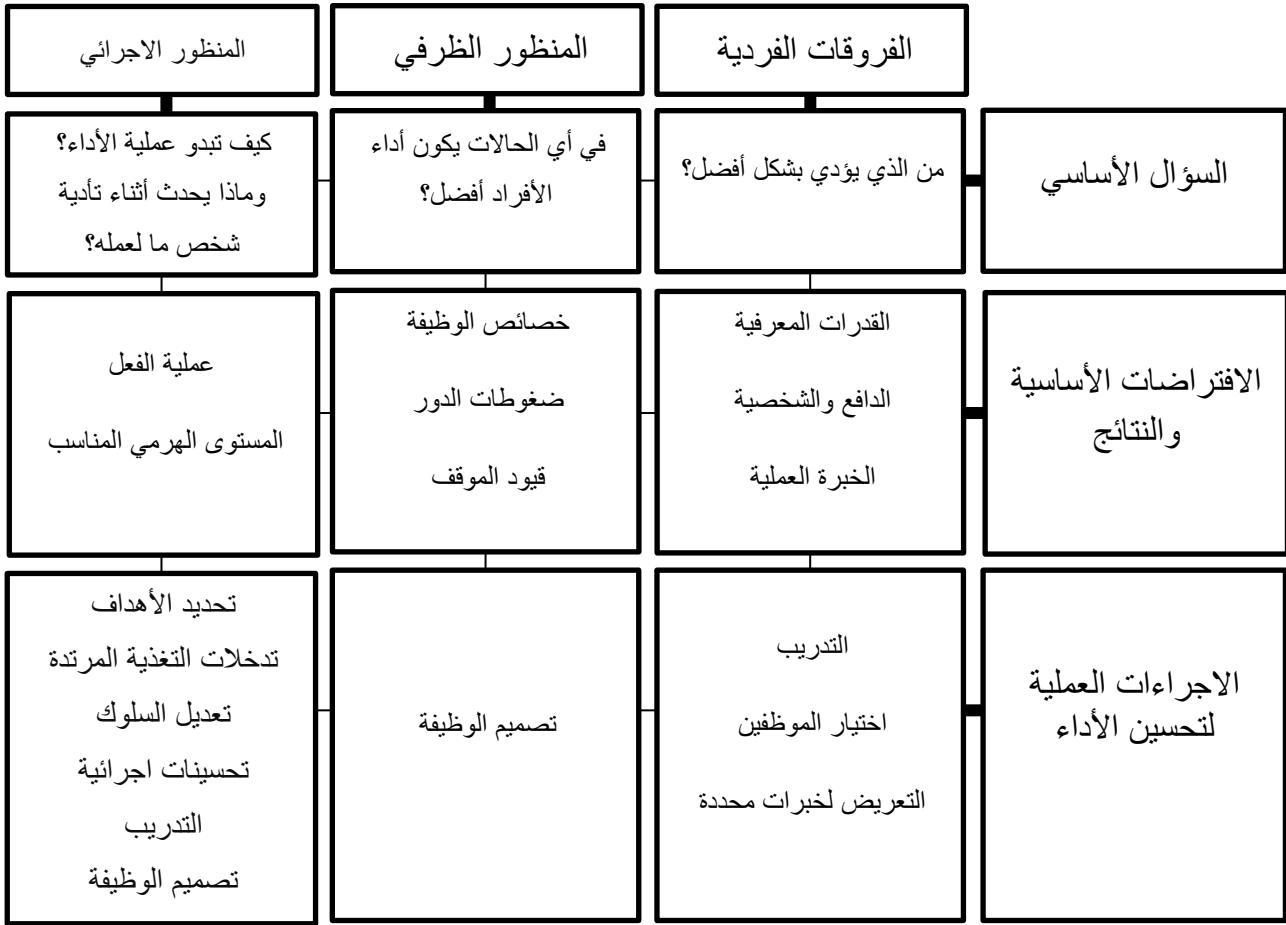 الفروقات الفردية
المنظور الظرفي
المنظور الاجرائي
السؤال الأساسي
من الذي يؤدي بشكل أفضل؟
في أي الحالات يكون أداء
الأفراد أفضل؟
كيف تبدو عملية الأداء؟
وماذا يحدث أثناء تأدية
شخص ما لعمله؟
الافتراضات الأساسية
والنتائج
القدرات المعرفية
الدافع والشخصية
الخبرة العملية
خصائص الوظيفة
ضغوطات الدور
قيود الموقف
عملية الفعل
المستوى الهرمي المناسب
الاجراءات العملية
لتحسين الأداء
التدريب
اختيار الموظفين
التعريض لخبرات محددة
تصميم الوظيفة
تحديد الأهداف
تدخلات التغذية المرتدة
تعديل السلوك
تحسينات اجرائية
التدريب
تصميم الوظيفة